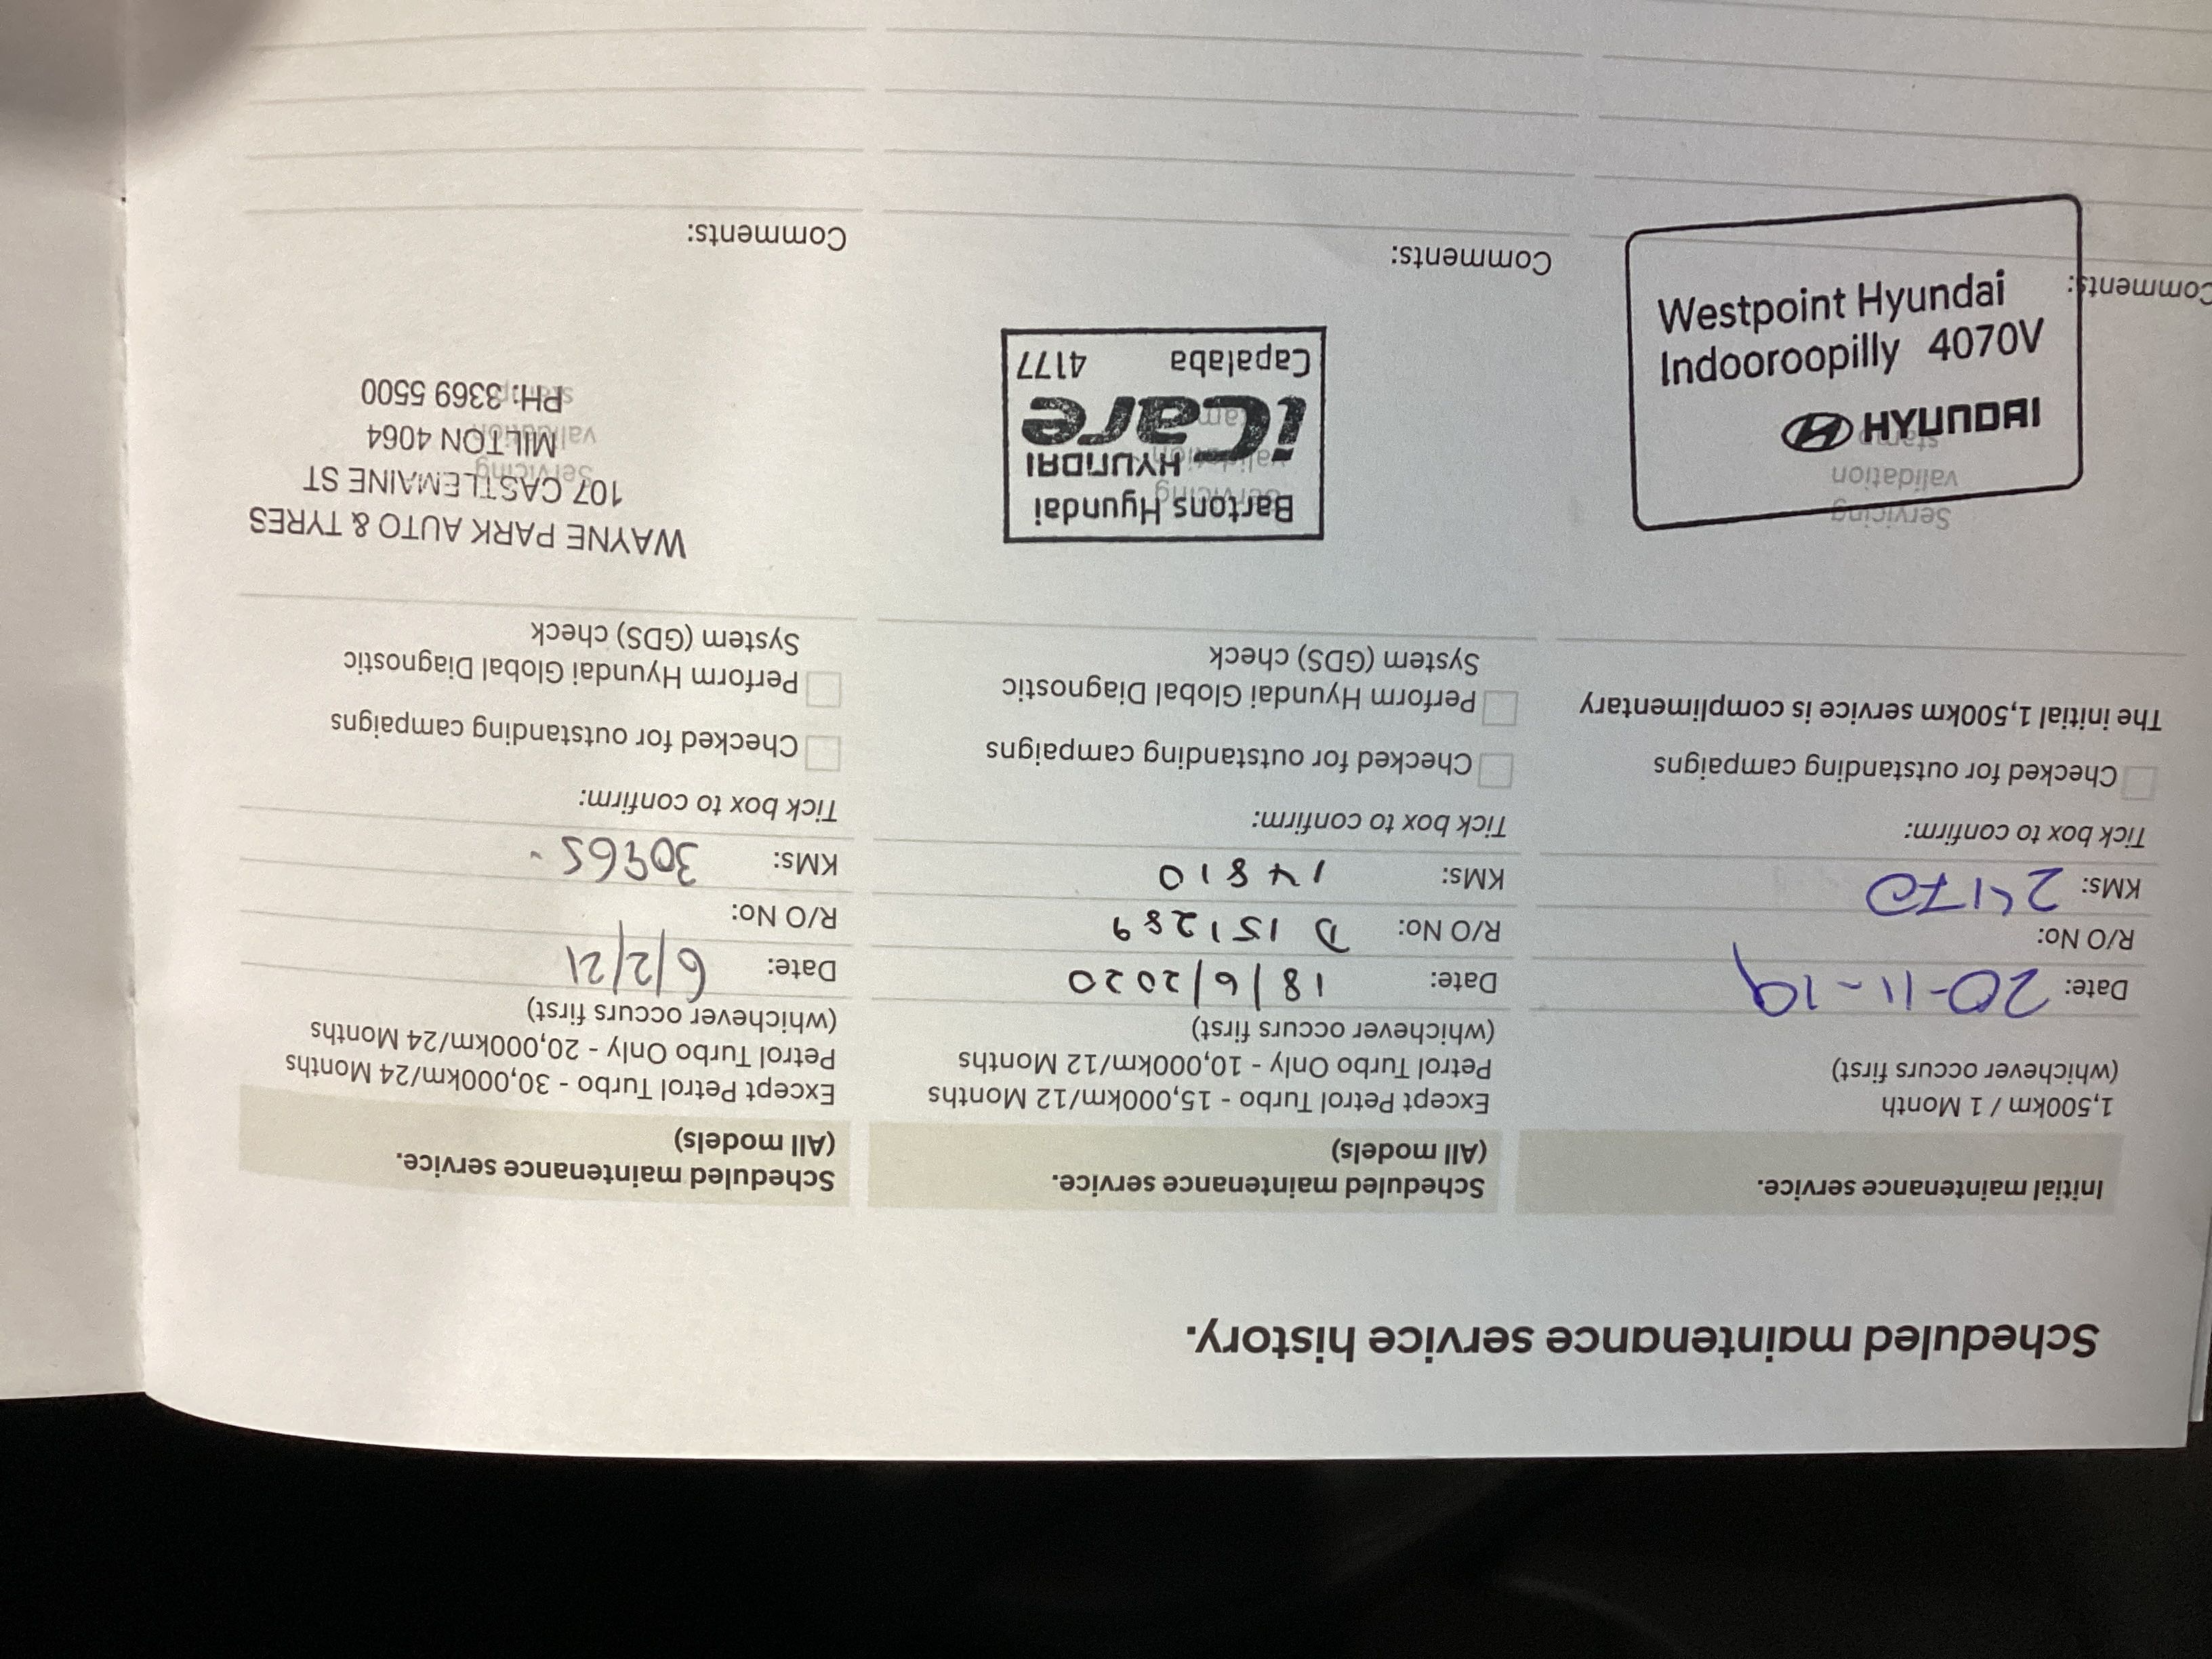 Scheduled maintenance service history.
Initial maintenance service.
1,500km / 1 Month
(whichever occurs first)
Date: 20-11-19
R/O No:
KMs: 2170
Tick box to confirm:
Checked for outstanding campaigns
The initial 1,500km service is complimentary
Servicing
validation
stamp
Westpoint Hyundai
Indooroopilly 4070V
HYUNDAI
Comments:
Scheduled maintenance service.
(All models)
Except Petrol Turbo - 15,000km/12 Months
Petrol Turbo Only - 10,000km/12 Months
(whichever occurs first)
Date: 18/6/2020
R/O No: D 151289
KMs: 14810
Tick box to confirm:
Checked for outstanding campaigns
Perform Hyundai Global Diagnostic
System (GDS) check
Servicing
validation
Bartons Hyundai
HYUNDAI
iCare
Capalaba 4177
Comments:
Scheduled maintenance service.
(All models)
Except Petrol Turbo - 30,000km/24 Months
Petrol Turbo Only - 20,000km/24 Months
(whichever occurs first)
Date: 6/2/21
R/O No:
KMs:
Tick box to confirm:
Checked for outstanding campaigns
Perform Hyundai Global Diagnostic
System (GDS) check
WAYNE PARK AUTO & TYRES
107 CASTLEMAINE ST
MILTON 4064
PH: 3369 5500
Servicing
validation
stamp
Comments: